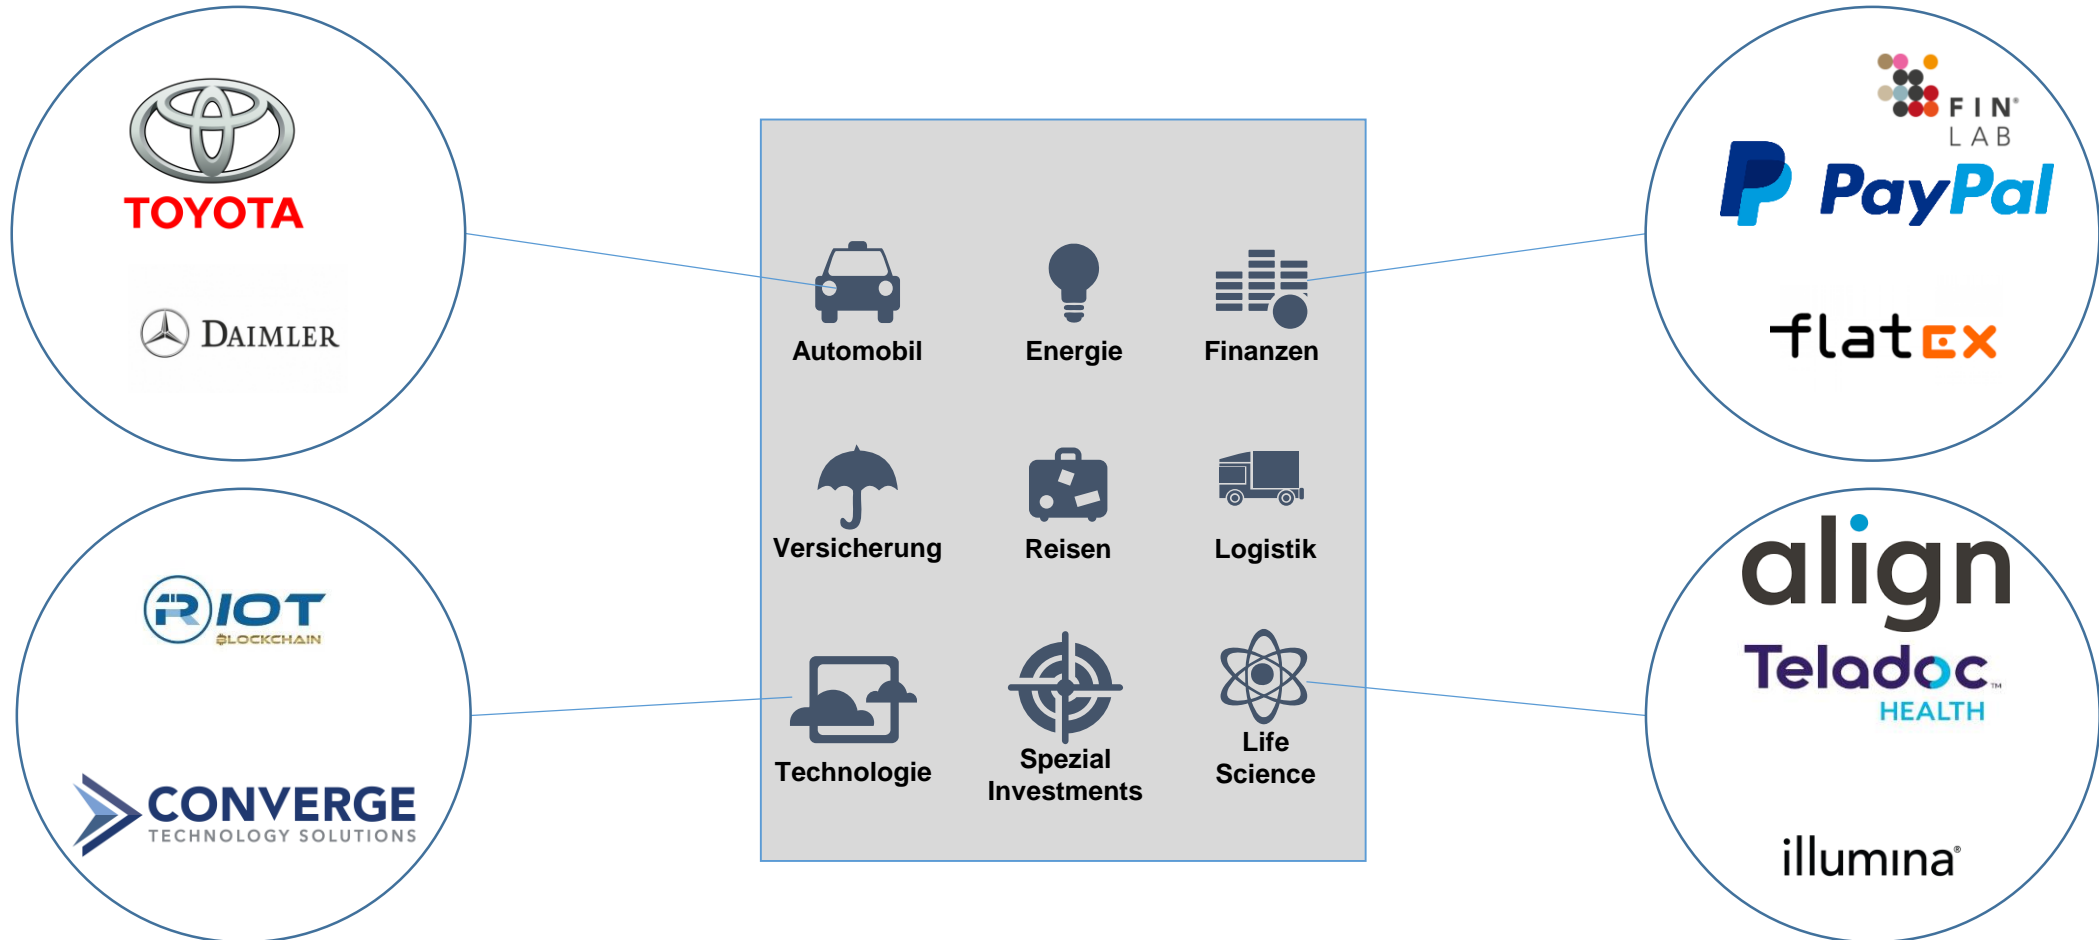 TOYOTA
DAIMLER
RIOT
BLOCKCHAIN
CONVERGE
TECHNOLOGY SOLUTIONS
Automobil
Energie
Finanzen
Versicherung
Reisen
Logistik
Technologie
Spezial
Investments
Life
Science
FIN®
LAB
PayPal
flatex
align
Teladoc™
HEALTH
illumina®